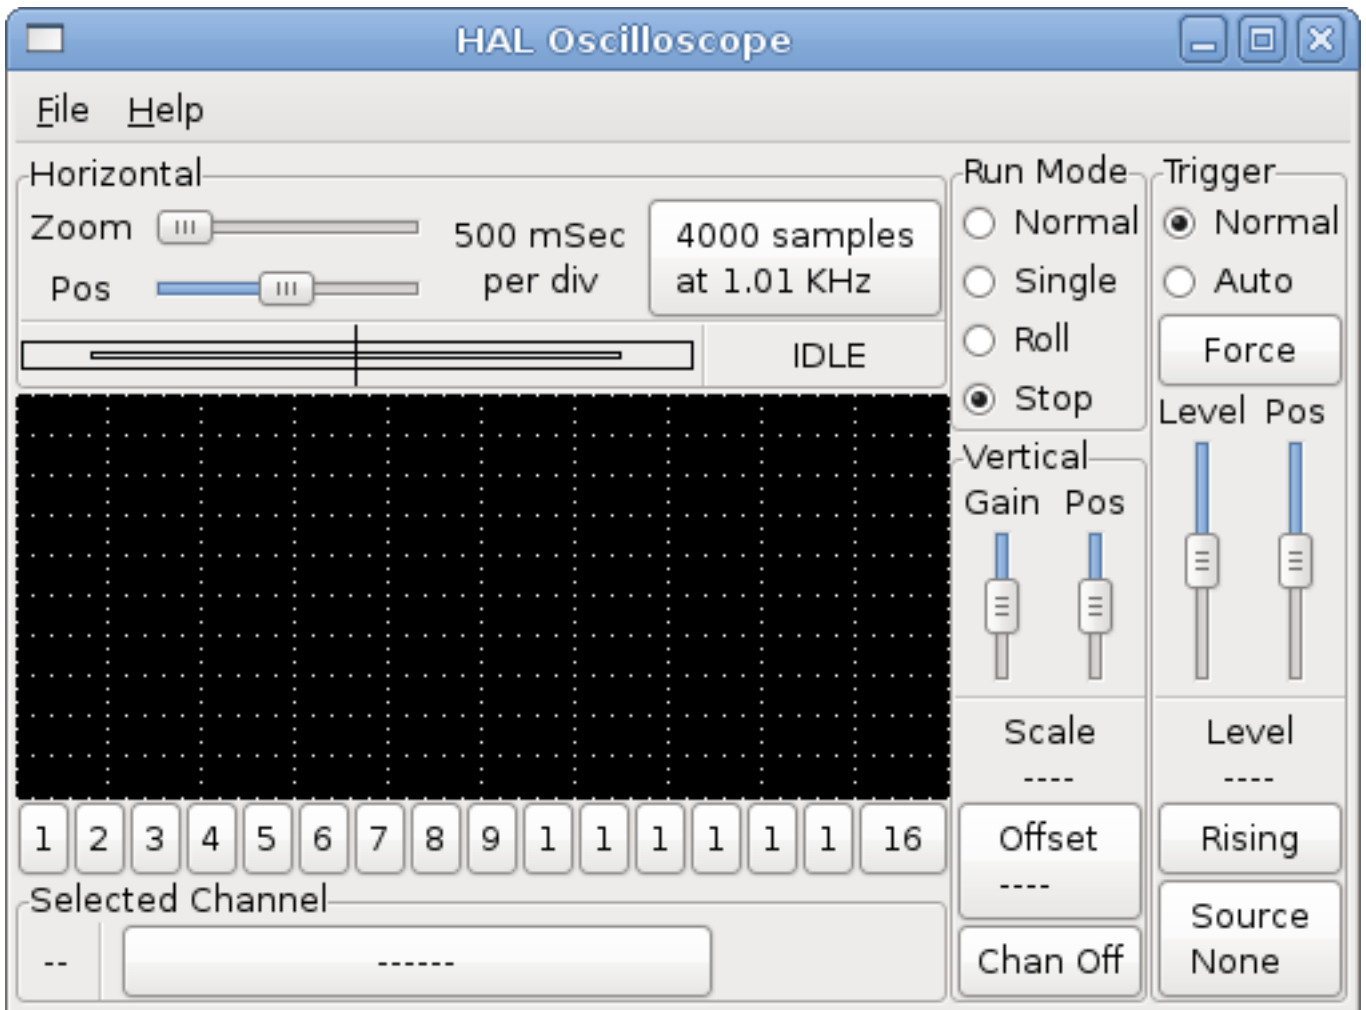 HAL Oscilloscope
File Help
Horizontal
Zoom
Pos
500 mSec
per div
4000 samples
at 1.01 KHz
IDLE
Run Mode
Normal
Single
Roll
Stop
Trigger
Normal
Auto
Force
Level Pos
Vertical
Gain Pos
Scale
----
Offset
----
Chan Off
Level
----
Rising
Source
None
1 2 3 4 5 6 7 8 9 1 1 1 1 1 1 16
Selected Channel
-- ------